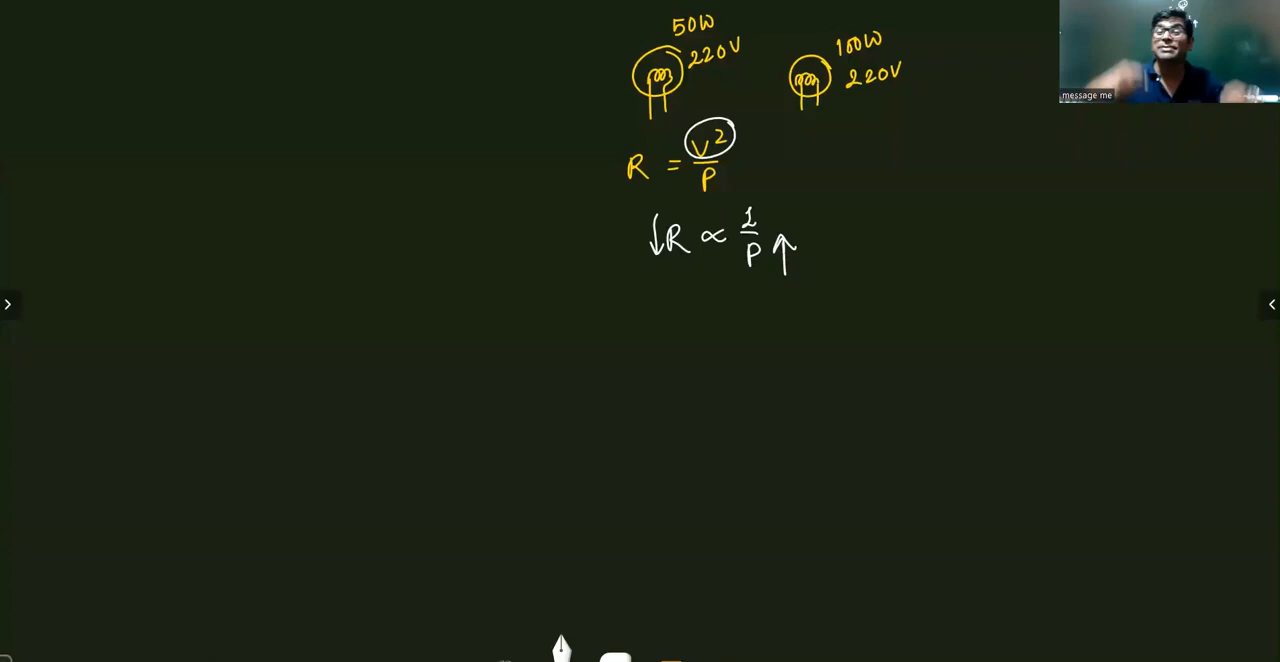 50W
220V
100W
220V
R = V²/P
↓R ∝ 1/P ↑
message me